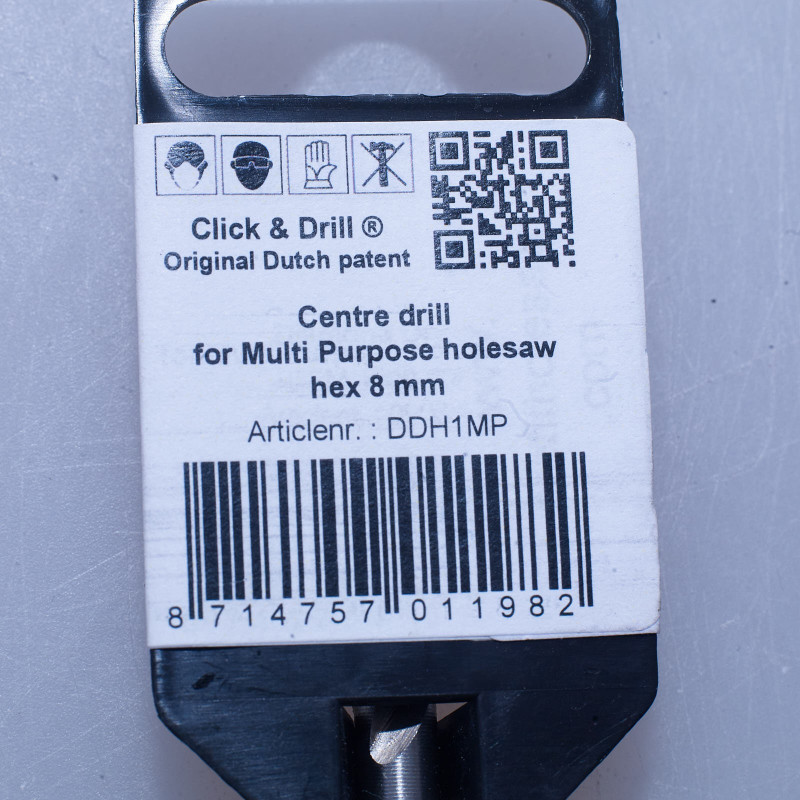 Click & Drill ®
Original Dutch patent
Centre drill
for Multi Purpose holesaw
hex 8 mm
Articlenr. : DDH1MP
8 714757 011982